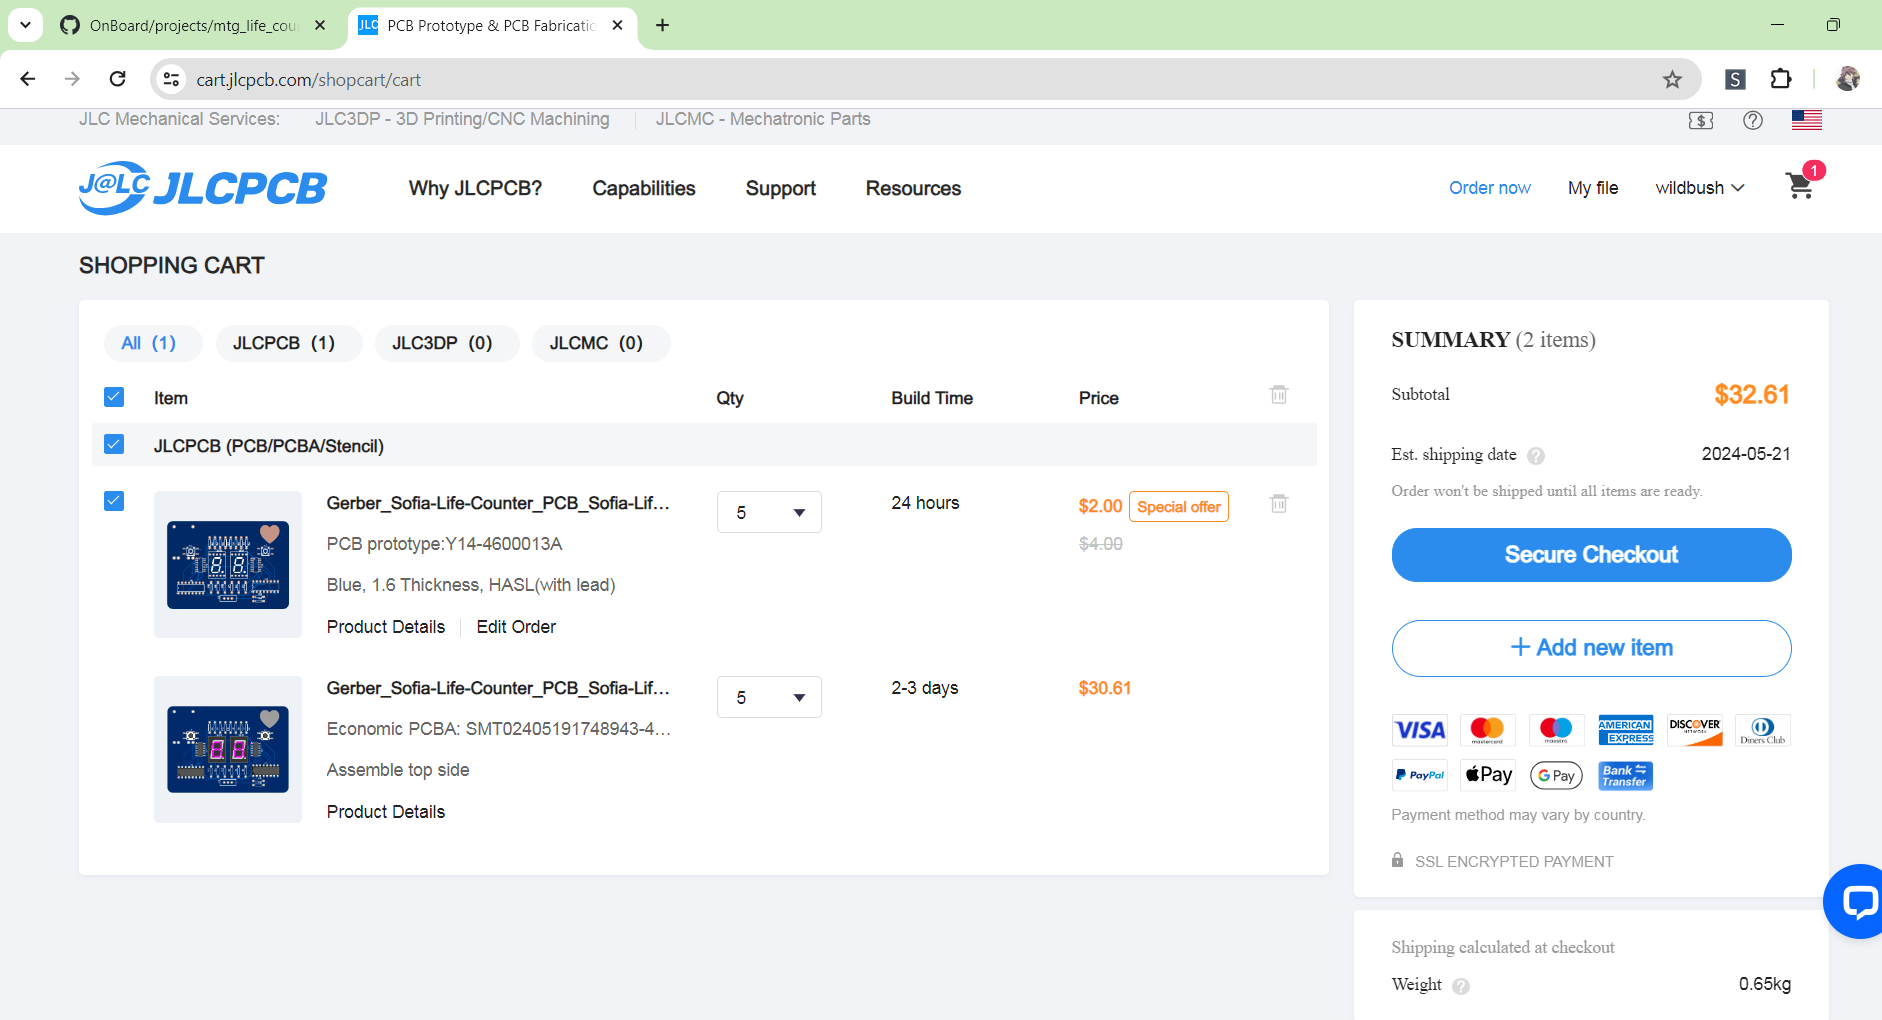 OnBoard/projects/mtg_life_cou
JLC PCB Prototype & PCB Fabricatio
cart.jlcpcb.com/shopcart/cart
S
JLC Mechanical Services: JLC3DP - 3D Printing/CNC Machining JLCMC - Mechatronic Parts
J@LC JLCPCB
Why JLCPCB? Capabilities Support Resources
Order now My file wildbush 1
SHOPPING CART
All (1) JLCPCB (1) JLC3DP (0) JLCMC (0)
Item Qty Build Time Price
JLCPCB (PCB/PCBA/Stencil)
Gerber_Sofia-Life-Counter_PCB_Sofia-Lif... 5 24 hours $2.00 Special offer
PCB prototype:Y14-4600013A $4.00
Blue, 1.6 Thickness, HASL(with lead)
Product Details Edit Order
Gerber_Sofia-Life-Counter_PCB_Sofia-Lif... 5 2-3 days $30.61
Economic PCBA: SMT02405191748943-4...
Assemble top side
Product Details
SUMMARY (2 items)
Subtotal $32.61
Est. shipping date ? 2024-05-21
Order won't be shipped until all items are ready.
Secure Checkout
+ Add new item
VISA mastercard maestro AMERICAN EXPRESS DISCOVER NETWORK Diners Club
PayPal Pay G Pay Bank Transfer
Payment method may vary by country.
SSL ENCRYPTED PAYMENT
Shipping calculated at checkout
Weight ? 0.65kg